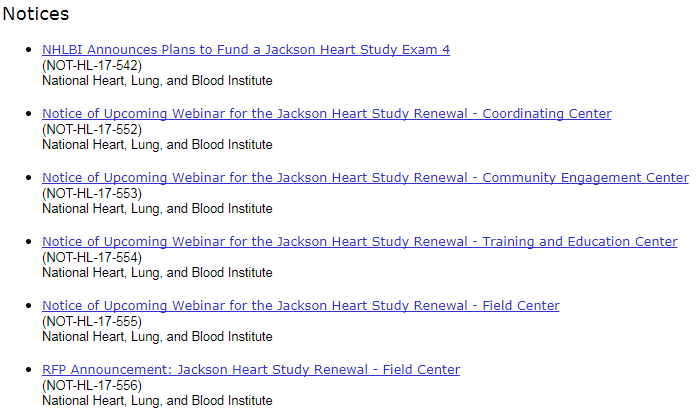 Notices
NHLBI Announces Plans to Fund a Jackson Heart Study Exam 4
(NOT-HL-17-542)
National Heart, Lung, and Blood Institute
Notice of Upcoming Webinar for the Jackson Heart Study Renewal - Coordinating Center
(NOT-HL-17-552)
National Heart, Lung, and Blood Institute
Notice of Upcoming Webinar for the Jackson Heart Study Renewal - Community Engagement Center
(NOT-HL-17-553)
National Heart, Lung, and Blood Institute
Notice of Upcoming Webinar for the Jackson Heart Study Renewal - Training and Education Center
(NOT-HL-17-554)
National Heart, Lung, and Blood Institute
Notice of Upcoming Webinar for the Jackson Heart Study Renewal - Field Center
(NOT-HL-17-555)
National Heart, Lung, and Blood Institute
RFP Announcement: Jackson Heart Study Renewal - Field Center
(NOT-HL-17-556)
National Heart, Lung, and Blood Institute